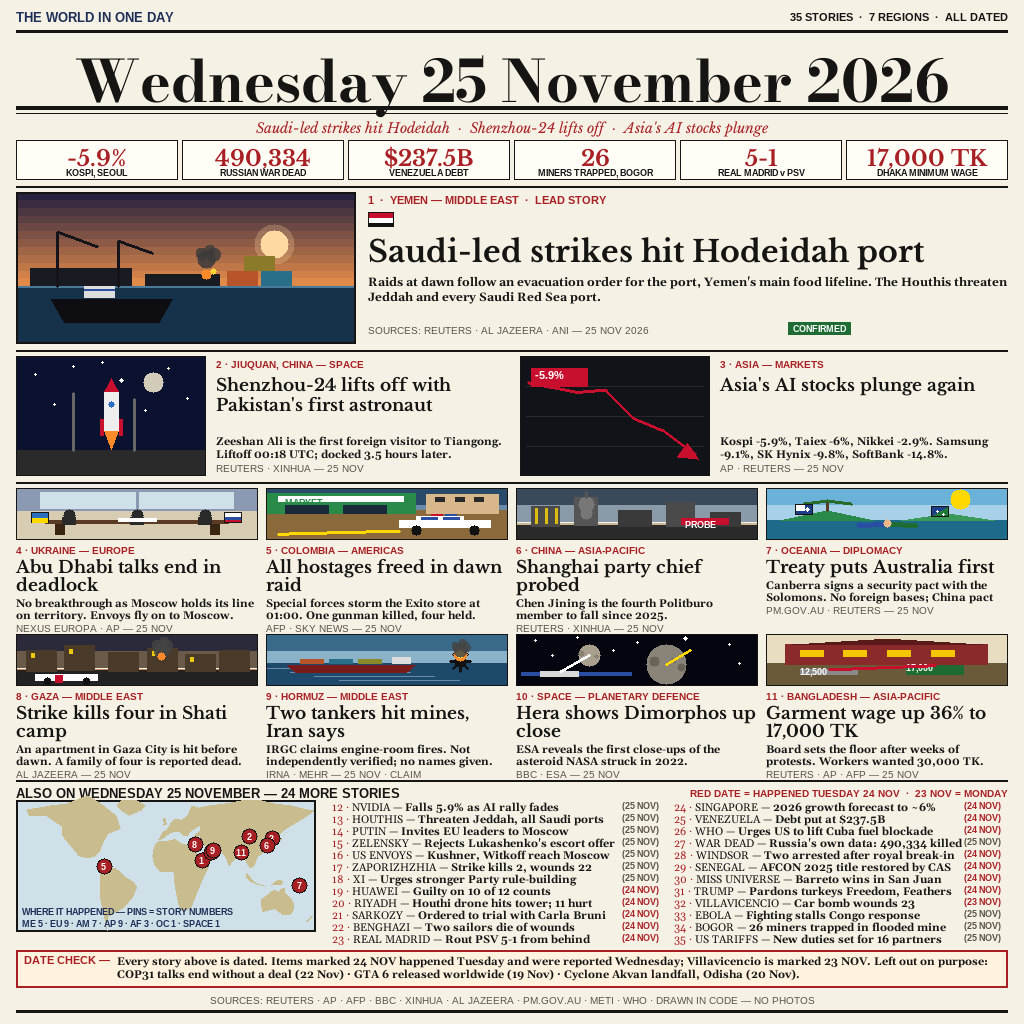 THE WORLD IN ONE DAY
35 STORIES · 7 REGIONS · ALL DATED
Wednesday 25 November 2026
Saudi-led strikes hit Hodeidah · Shenzhou-24 lifts off · Asia's AI stocks plunge
-5.9%
KOSPI, SEOUL
490,334
RUSSIAN WAR DEAD
$237.5B
VENEZUELA DEBT
26
MINERS TRAPPED, BOGOR
5-1
REAL MADRID v PSV
17,000 TK
DHAKA MINIMUM WAGE
1 · YEMEN — MIDDLE EAST · LEAD STORY
Saudi-led strikes hit Hodeidah port
Raids at dawn follow an evacuation order for the port, Yemen's main food lifeline. The Houthis threaten
Jeddah and every Saudi Red Sea port.
SOURCES: REUTERS · AL JAZEERA · ANI — 25 NOV 2026
CONFIRMED
2 · JIUQUAN, CHINA — SPACE
Shenzhou-24 lifts off with
Pakistan's first astronaut
Zeeshan Ali is the first foreign visitor to Tiangong.
Liftoff 00:18 UTC; docked 3.5 hours later.
REUTERS · XINHUA — 25 NOV
-5.9%
3 · ASIA — MARKETS
Asia's AI stocks plunge again
Kospi -5.9%, Taiex -6%, Nikkei -2.9%. Samsung
-9.1%, SK Hynix -9.8%, SoftBank -14.8%.
AP · REUTERS — 25 NOV
4 · UKRAINE — EUROPE
Abu Dhabi talks end in
deadlock
No breakthrough as Moscow holds its line
on territory. Envoys fly on to Moscow.
NEXUS EUROPA · AP — 25 NOV
MARKET
5 · COLOMBIA — AMERICAS
All hostages freed in dawn
raid
Special forces storm the Exito store at
01:00. One gunman killed, four held.
AFP · SKY NEWS — 25 NOV
PROBE
6 · CHINA — ASIA-PACIFIC
Shanghai party chief
probed
Chen Jining is the fourth Politburo
member to fall since 2025.
REUTERS · XINHUA — 25 NOV
7 · OCEANIA — DIPLOMACY
Treaty puts Australia first
Canberra signs a security pact with the
Solomons. No foreign bases; China pact
PM.GOV.AU · REUTERS — 25 NOV
8 · GAZA — MIDDLE EAST
Strike kills four in Shati
camp
An apartment in Gaza City is hit before
dawn. A family of four is reported dead.
AL JAZEERA — 25 NOV
9 · HORMUZ — MIDDLE EAST
Two tankers hit mines,
Iran says
IRGC claims engine-room fires. Not
independently verified; no names given.
IRNA · MEHR — 25 NOV · CLAIM
10 · SPACE — PLANETARY DEFENCE
Hera shows Dimorphos up
close
ESA reveals the first close-ups of the
asteroid NASA struck in 2022.
BBC · ESA — 25 NOV
12,500
17,000
11 · BANGLADESH — ASIA-PACIFIC
Garment wage up 36% to
17,000 TK
Board sets the floor after weeks of
protests. Workers wanted 30,000 TK.
REUTERS · AP · AFP — 25 NOV
ALSO ON WEDNESDAY 25 NOVEMBER — 24 MORE STORIES
RED DATE = HAPPENED TUESDAY 24 NOV · 23 NOV = MONDAY
5
8
1
9
2
3
6
11
7
WHERE IT HAPPENED — PINS = STORY NUMBERS
ME 5 · EU 9 · AM 7 · AP 9 · AF 3 · OC 1 · SPACE 1
12 · NVIDIA — Falls 5.9% as AI rally fades (25 NOV)
13 · HOUTHIS — Threaten Jeddah, all Saudi ports (25 NOV)
14 · PUTIN — Invites EU leaders to Moscow (25 NOV)
15 · ZELENSKY — Rejects Lukashenko's escort offer (25 NOV)
16 · US ENVOYS — Kushner, Witkoff reach Moscow (25 NOV)
17 · ZAPORIZHZHIA — Strike kills 2, wounds 22 (25 NOV)
18 · XI — Urges stronger Party rule-building (25 NOV)
19 · HUAWEI — Guilty on 10 of 12 counts (24 NOV)
20 · RIYADH — Houthi drone hits tower; 11 hurt (24 NOV)
21 · SARKOZY — Ordered to trial with Carla Bruni (24 NOV)
22 · BENGHAZI — Two sailors die of wounds (24 NOV)
23 · REAL MADRID — Rout PSV 5-1 from behind (24 NOV)
24 · SINGAPORE — 2026 growth forecast to ~6% (24 NOV)
25 · VENEZUELA — Debt put at $237.5B (24 NOV)
26 · WHO — Urges US to lift Cuba fuel blockade (24 NOV)
27 · WAR DEAD — Russia's own data: 490,334 killed (25 NOV)
28 · WINDSOR — Two arrested after royal break-in (24 NOV)
29 · SENEGAL — AFCON 2025 title restored by CAS (24 NOV)
30 · MISS UNIVERSE — Barreto wins in San Juan (24 NOV)
31 · TRUMP — Pardons turkeys Freedom, Feathers (24 NOV)
32 · VILLAVICENCIO — Car bomb wounds 23 (23 NOV)
33 · EBOLA — Fighting stalls Congo response (25 NOV)
34 · BOGOR — 26 miners trapped in flooded mine (25 NOV)
35 · US TARIFFS — New duties set for 16 partners (25 NOV)
DATE CHECK — Every story above is dated. Items marked 24 NOV happened Tuesday and were reported Wednesday; Villavicencio is marked 23 NOV. Left out on purpose:
COP31 talks end without a deal (22 Nov) · GTA 6 released worldwide (19 Nov) · Cyclone Akvan landfall, Odisha (20 Nov).
SOURCES: REUTERS · AP · AFP · BBC · XINHUA · AL JAZEERA · PM.GOV.AU · METI · WHO · DRAWN IN CODE — NO PHOTOS